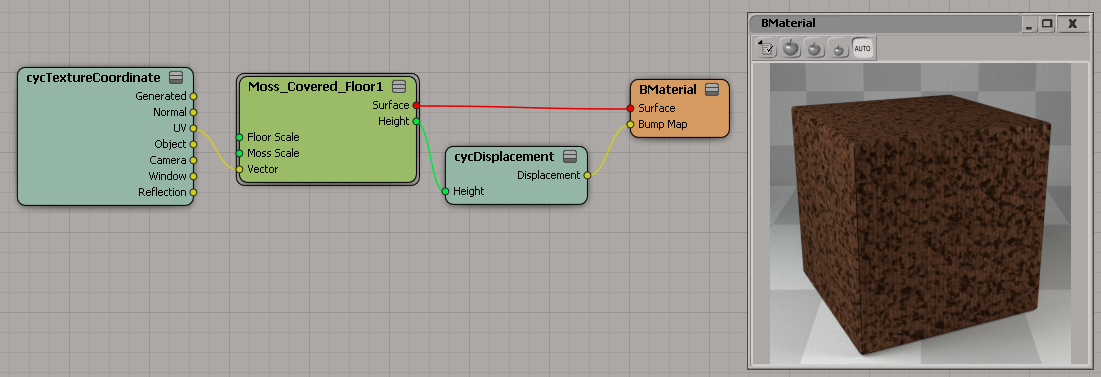 cycTextureCoordinate
Generated
Normal
UV
Object
Camera
Window
Reflection
Moss_Covered_Floor1
Surface
Height
Floor Scale
Moss Scale
Vector
cycDisplacement
Displacement
Height
BMaterial
Surface
Bump Map
BMaterial
AUTO